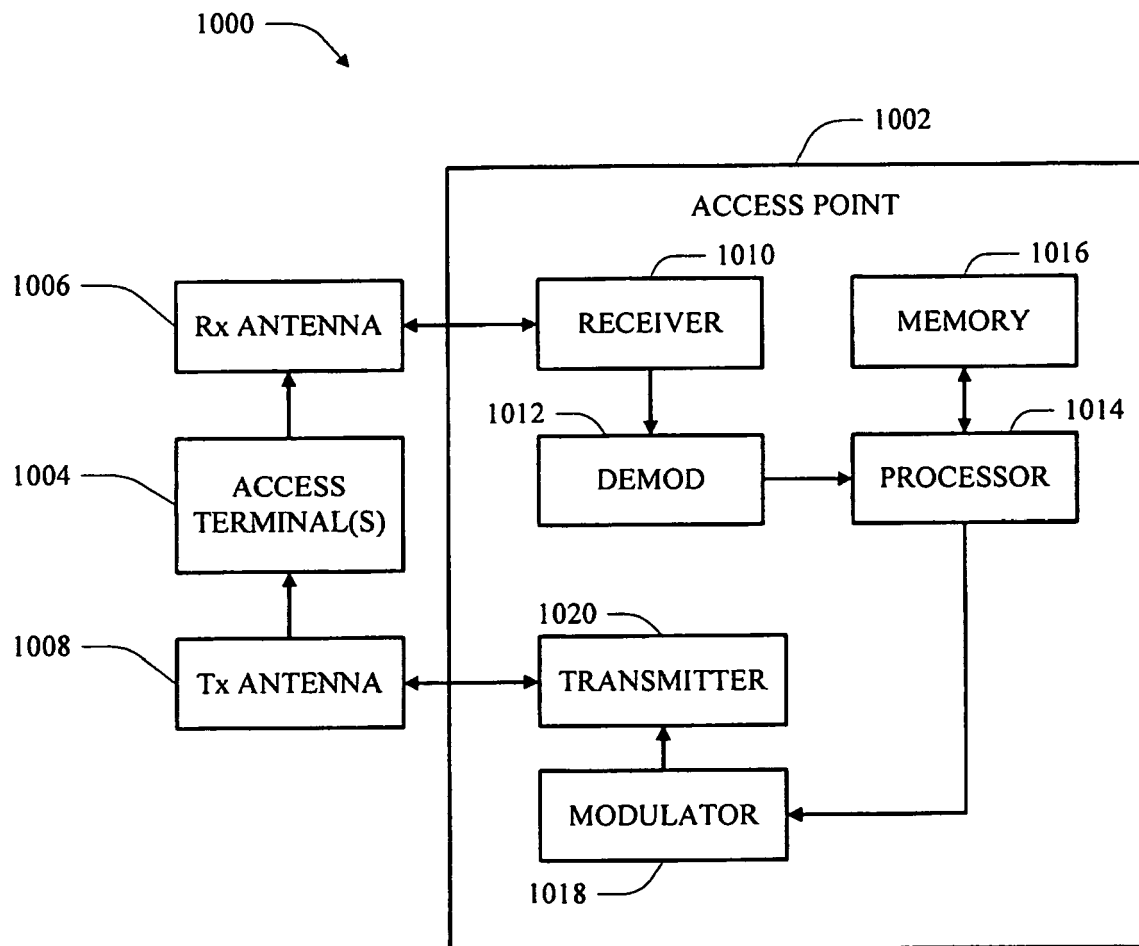 1000
1002
ACCESS POINT
1010
1016
1006
Rx ANTENNA
RECEIVER
MEMORY
1012
1014
1004
ACCESS
TERMINAL(S)
DEMOD
PROCESSOR
1020
1008
Tx ANTENNA
TRANSMITTER
MODULATOR
1018